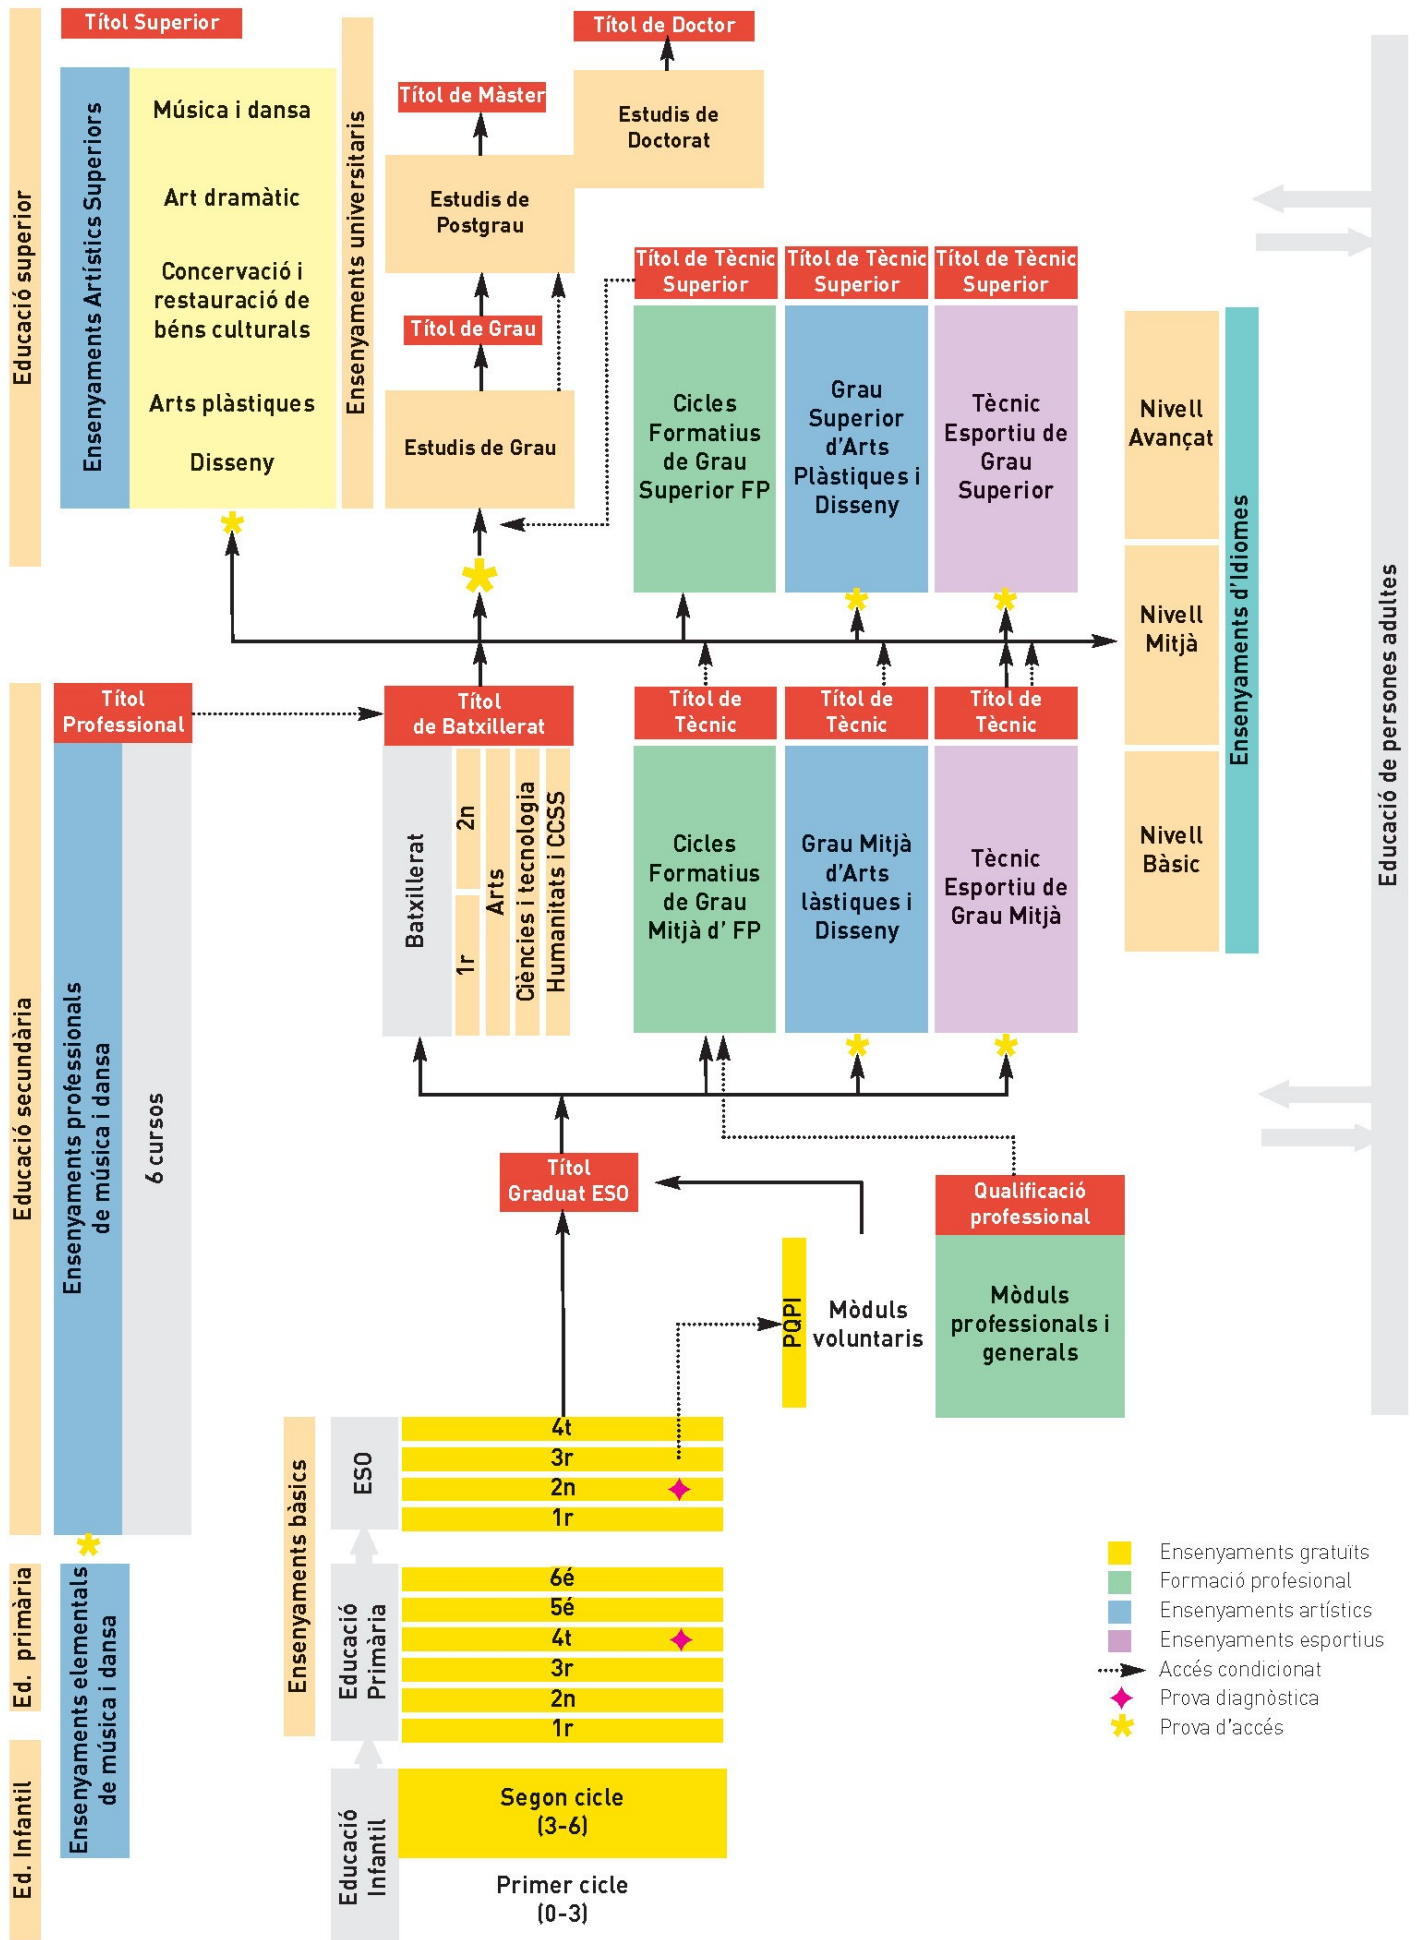 Títol Superior
Educació superior
Ensenyaments Artístics Superiors
Música i dansa
Art dramàtic
Concervació i
restauració de
béns culturals
Arts plàstiques
Disseny
Ensenyaments universitaris
Títol de Doctor
Estudis de
Doctorat
Títol de Màster
Estudis de
Postgrau
Títol de Grau
Estudis de Grau
Títol de Tècnic
Superior
Cicles
Formatius
de Grau
Superior FP
Títol de Tècnic
Superior
Grau
Superior
d'Arts
Plàstiques i
Disseny
Títol de Tècnic
Superior
Tècnic
Esportiu de
Grau
Superior
Nivell
Avançat
Nivell
Mitjà
Nivell
Bàsic
Ensenyaments d'Idiomes
Educació de persones adultes
Educació secundària
Títol
Professional
Ensenyaments professionals
de música i dansa
6 cursos
Títol
de Batxillerat
Batxillerat
2n
1r
Arts
Ciències i tecnologia
Humanitats i CCSS
Títol de
Tècnic
Cicles
Formatius
de Grau
Mitjà d' FP
Títol de
Tècnic
Grau Mitjà
d'Arts
làstiques i
Disseny
Títol de
Tècnic
Tècnic
Esportiu de
Grau Mitjà
Títol
Graduat ESO
Qualificació
professional
Mòduls
professionals i
generals
PQPI
Mòduls
voluntaris
Ensenyaments bàsics
ESO
4t
3r
2n
1r
Ed. primària
Ensenyaments elementals
de música i dansa
Educació
Primària
6é
5é
4t
3r
2n
1r
Ed. Infantil
Educació
Infantil
Segon cicle
(3-6)
Primer cicle
(0-3)
Ensenyaments gratuïts
Formació profesional
Ensenyaments artístics
Ensenyaments esportius
Accés condicionat
Prova diagnòstica
Prova d'accés